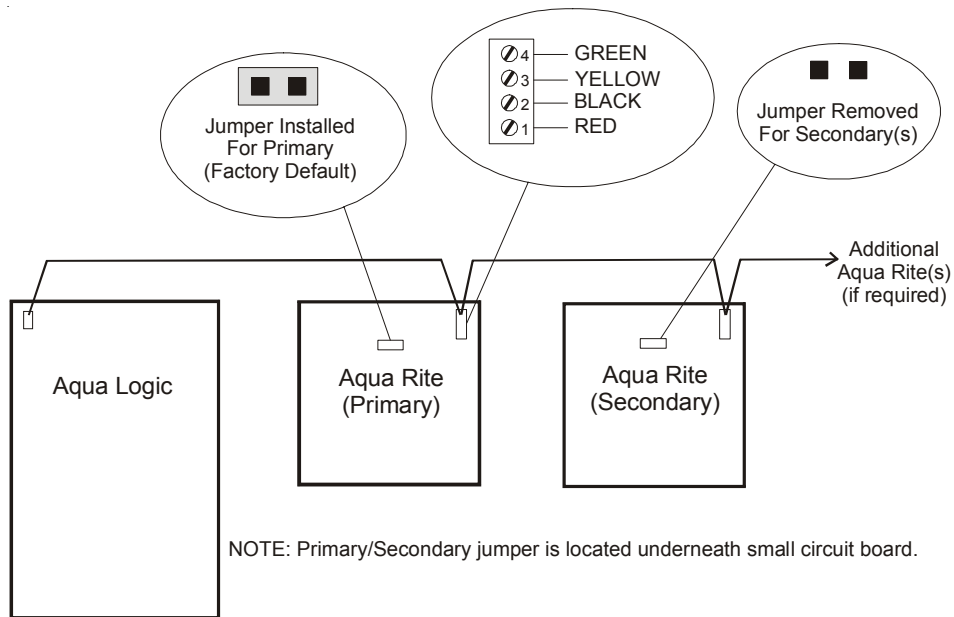 Jumper Installed
For Primary
(Factory Default)
4 GREEN
3 YELLOW
2 BLACK
1 RED
Jumper Removed
For Secondary(s)
Additional
Aqua Rite(s)
(if required)
Aqua Logic
Aqua Rite
(Primary)
Aqua Rite
(Secondary)
NOTE: Primary/Secondary jumper is located underneath small circuit board.